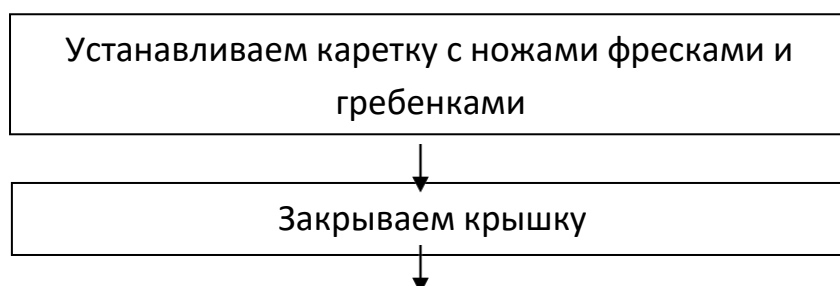 Устанавливаем каретку с ножами фресками и
гребенками
Закрываем крышку